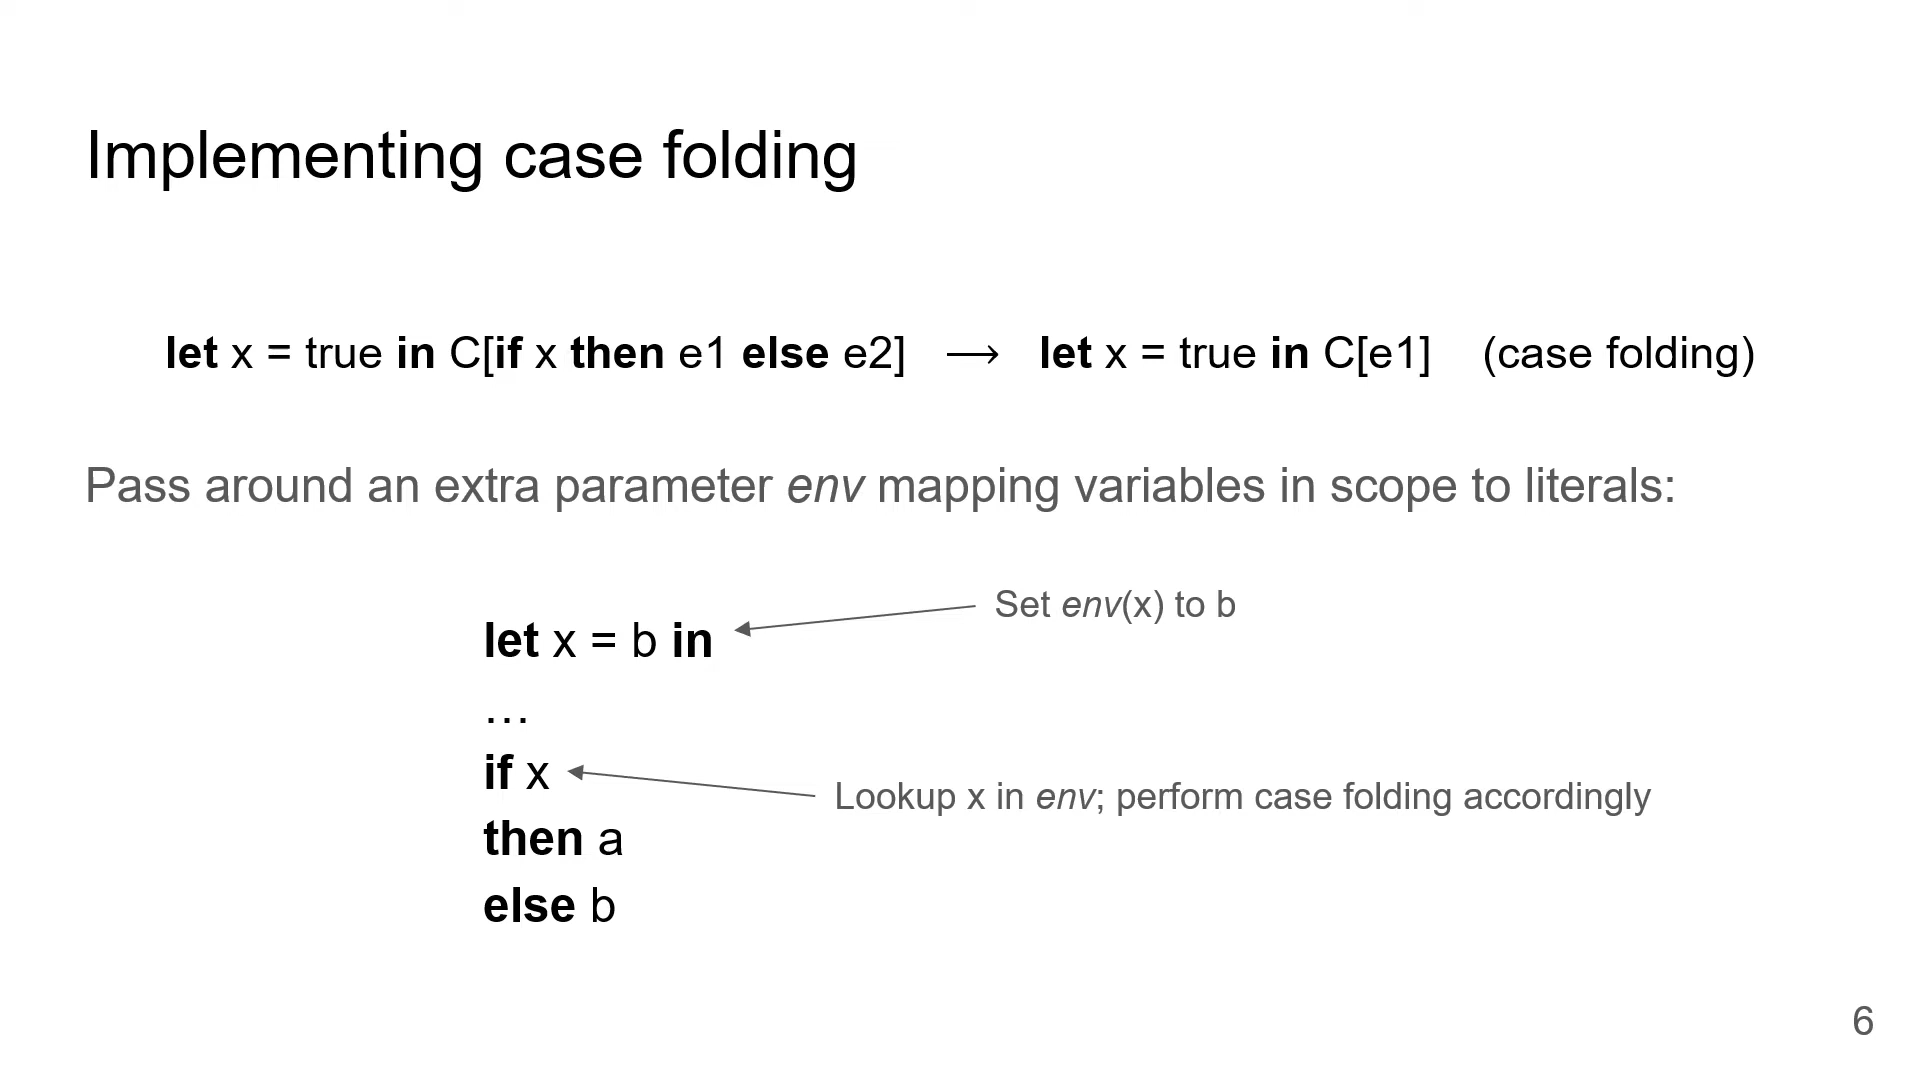 Implementing case folding
let x = true in C[if x then e1 else e2] ⟶ let x = true in C[e1] (case folding)
Pass around an extra parameter env mapping variables in scope to literals:
Set env(x) to b
let x = b in
…
if x
Lookup x in env; perform case folding accordingly
then a
else b
6